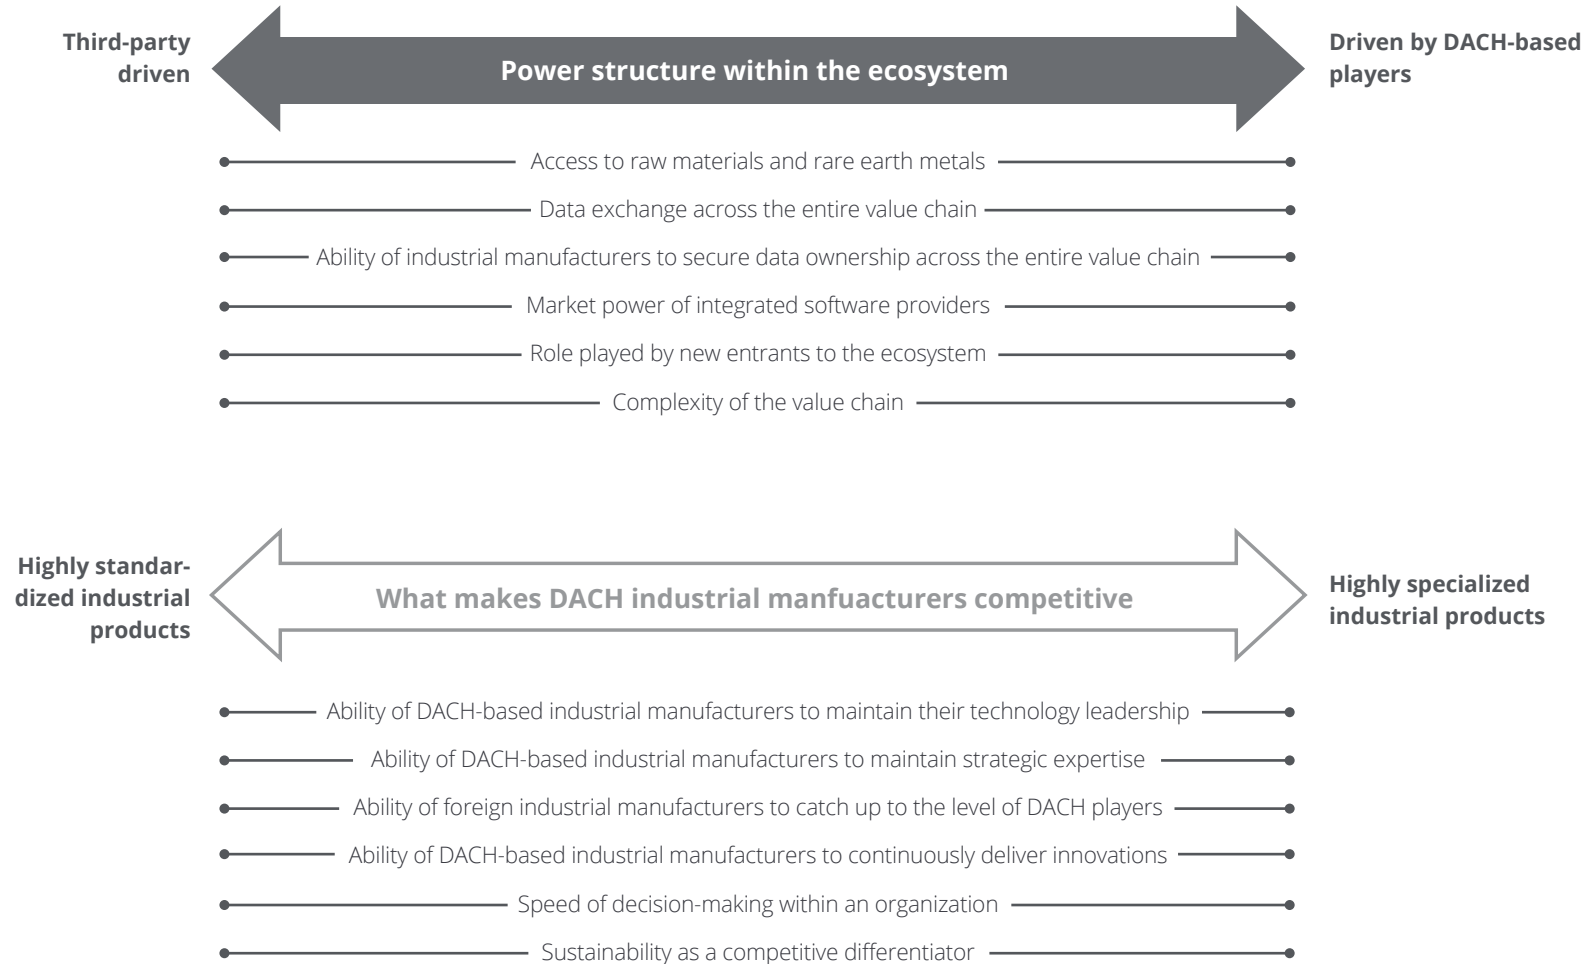 Third-party
driven
Power structure within the ecosystem
Driven by DACH-based
players
Access to raw materials and rare earth metals
Data exchange across the entire value chain
Ability of industrial manufacturers to secure data ownership across the entire value chain
Market power of integrated software providers
Role played by new entrants to the ecosystem
Complexity of the value chain
Highly standar-
dized industrial
products
What makes DACH industrial manfuacturers competitive
Highly specialized
industrial products
Ability of DACH-based industrial manufacturers to maintain their technology leadership
Ability of DACH-based industrial manufacturers to maintain strategic expertise
Ability of foreign industrial manufacturers to catch up to the level of DACH players
Ability of DACH-based industrial manufacturers to continuously deliver innovations
Speed of decision-making within an organization
Sustainability as a competitive differentiator